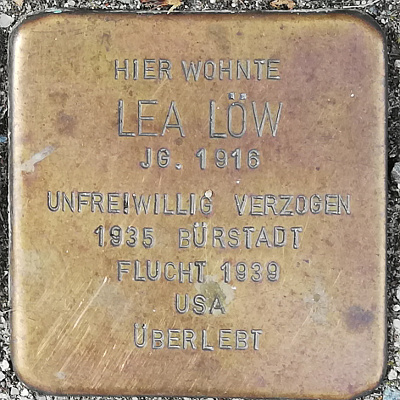 HIER WOHNTE
LEA LÖW
JG. 1916
UNFREIWILLIG VERZOGEN
1935 BÜRSTADT
FLUCHT 1939
USA
ÜBERLEBT